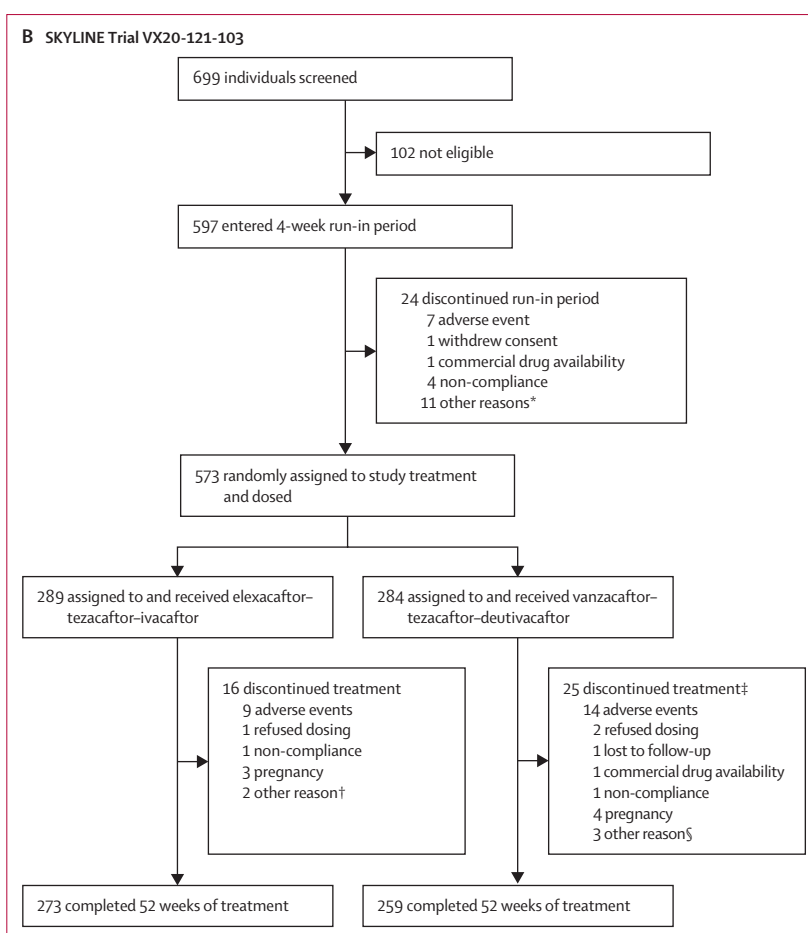 B SKYLINE Trial VX20-121-103
699 individuals screened
102 not eligible
597 entered 4-week run-in period
24 discontinued run-in period
7 adverse event
1 withdrew consent
1 commercial drug availability
4 non-compliance
11 other reasons*
573 randomly assigned to study treatment
and dosed
289 assigned to and received elexacaftor–
tezacaftor–ivacaftor
284 assigned to and received vanzacaftor–
tezacaftor–deutivacaftor
16 discontinued treatment
9 adverse events
1 refused dosing
1 non-compliance
3 pregnancy
2 other reason†
25 discontinued treatment‡
14 adverse events
2 refused dosing
1 lost to follow-up
1 commercial drug availability
1 non-compliance
4 pregnancy
3 other reason§
273 completed 52 weeks of treatment
259 completed 52 weeks of treatment